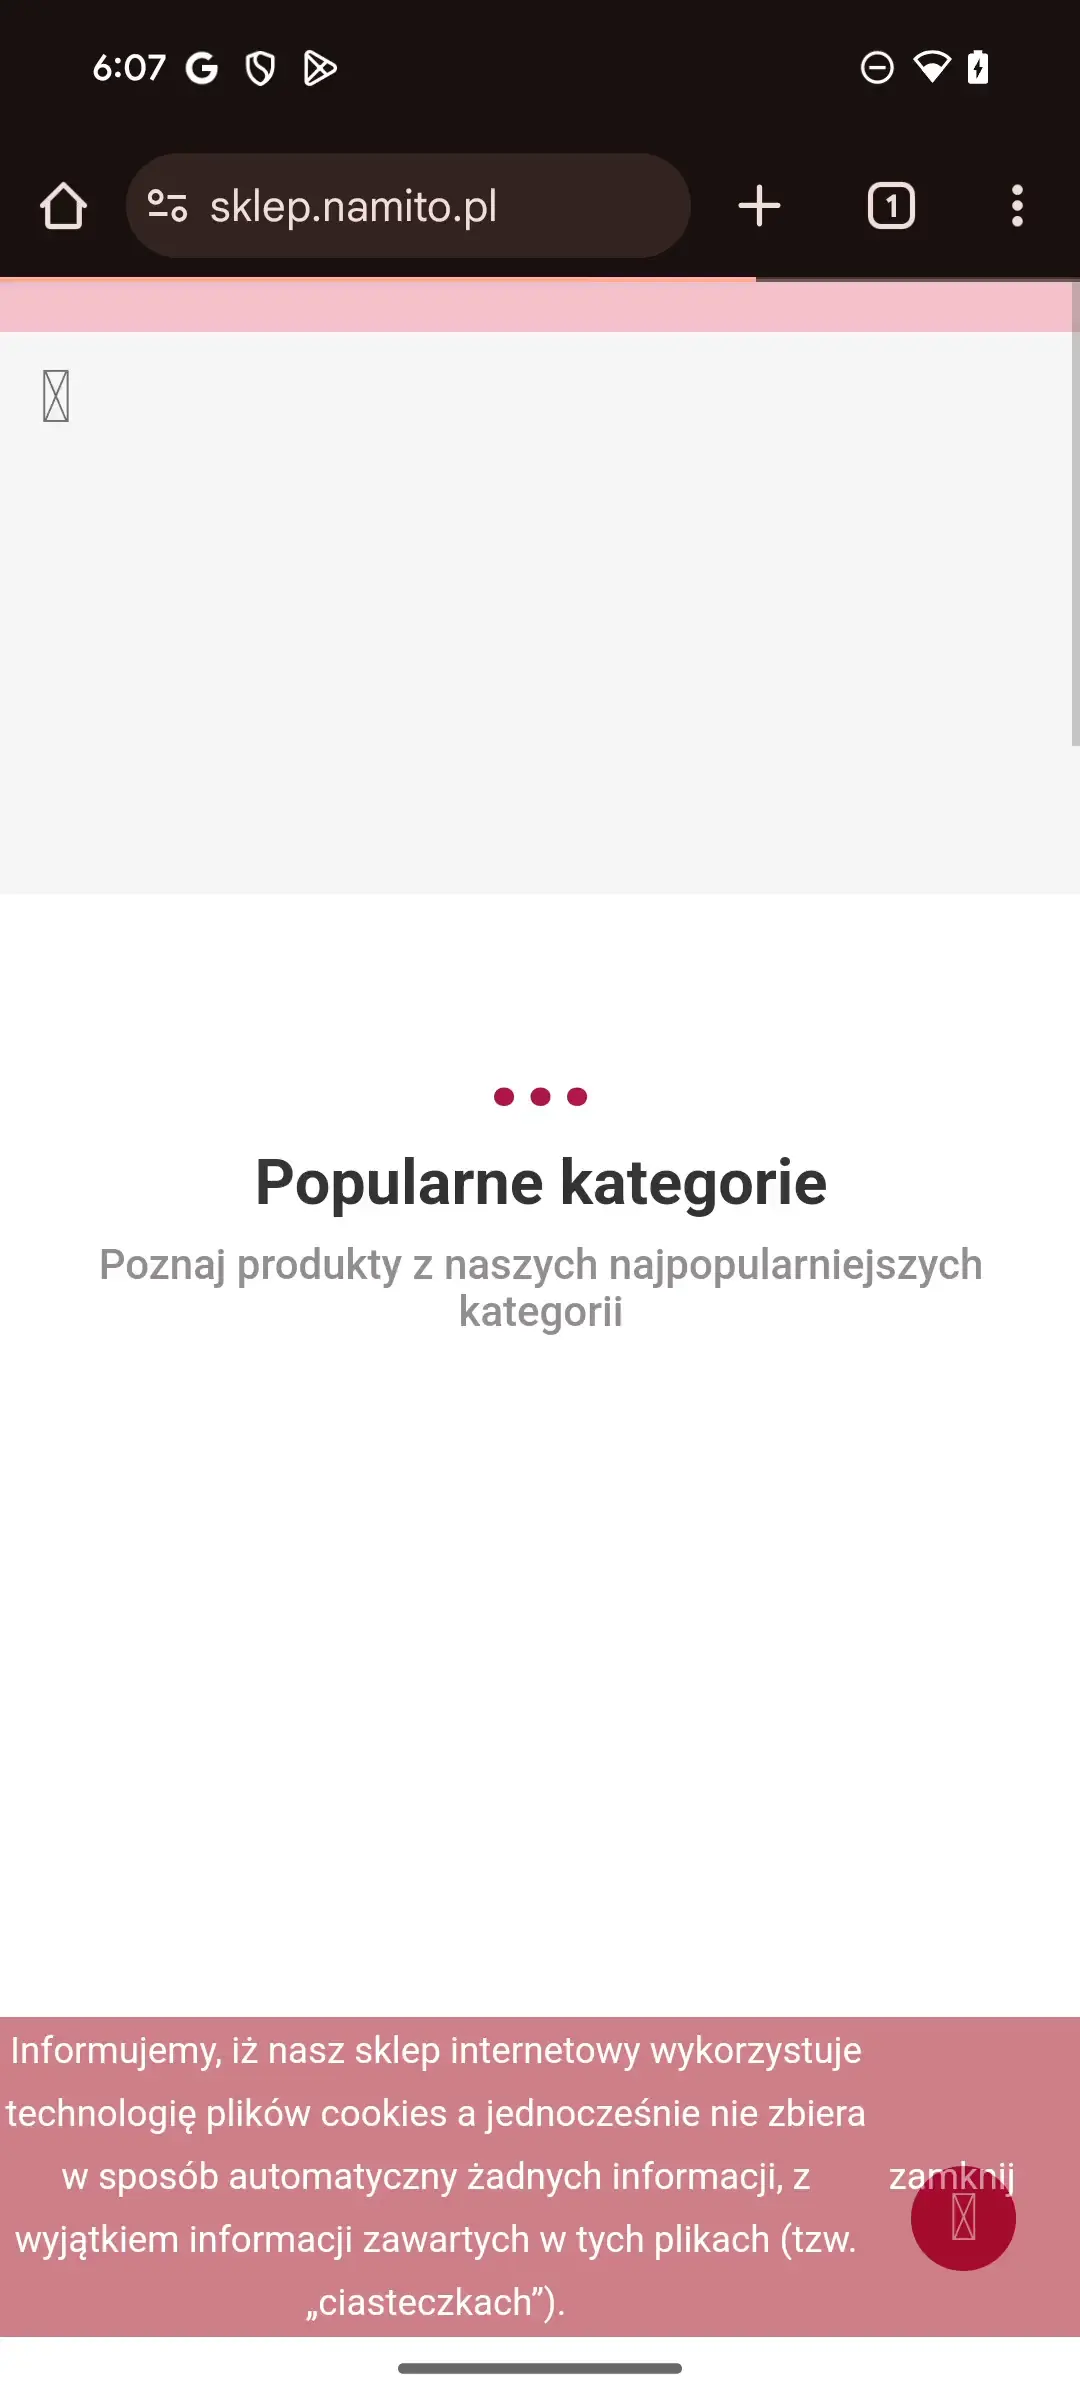 6:07
sklep.namito.pl
1
Popularne kategorie
Poznaj produkty z naszych najpopularniejszych
kategorii
Informujemy, iż nasz sklep internetowy wykorzystuje
technologię plików cookies a jednocześnie nie zbiera
w sposób automatyczny żadnych informacji, z
wyjątkiem informacji zawartych w tych plikach (tzw.
„ciasteczkach”).
zamknij